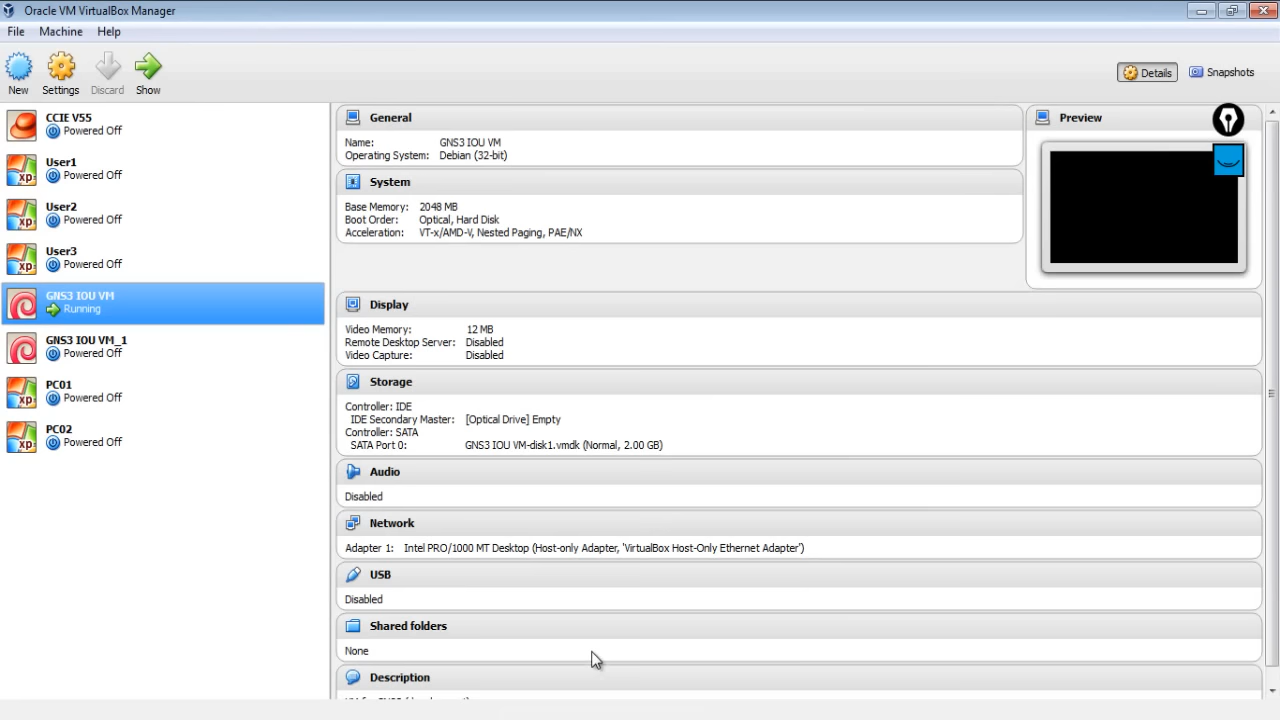 Oracle VM VirtualBox Manager
File Machine Help
New Settings Discard Show
Details Snapshots
CCIE V55
Powered Off
User1
Powered Off
User2
Powered Off
User3
Powered Off
GNS3 IOU VM
Running
GNS3 IOU VM_1
Powered Off
PC01
Powered Off
PC02
Powered Off
General
Name: GNS3 IOU VM
Operating System: Debian (32-bit)
System
Base Memory: 2048 MB
Boot Order: Optical, Hard Disk
Acceleration: VT-x/AMD-V, Nested Paging, PAE/NX
Preview
Display
Video Memory: 12 MB
Remote Desktop Server: Disabled
Video Capture: Disabled
Storage
Controller: IDE
IDE Secondary Master: [Optical Drive] Empty
Controller: SATA
SATA Port 0: GNS3 IOU VM-disk1.vmdk (Normal, 2.00 GB)
Audio
Disabled
Network
Adapter 1: Intel PRO/1000 MT Desktop (Host-only Adapter, 'VirtualBox Host-Only Ethernet Adapter')
USB
Disabled
Shared folders
None
Description